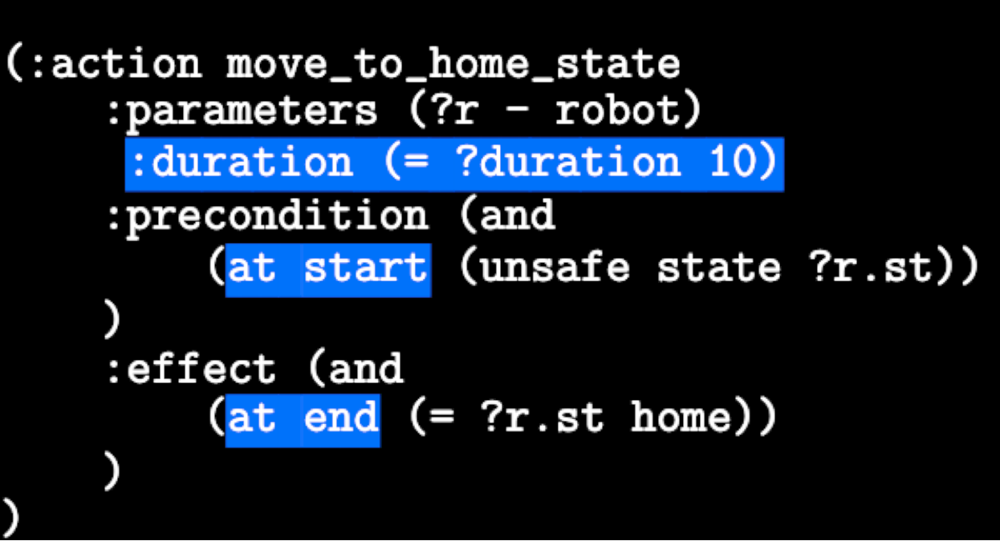 (:action move_to_home_state
:parameters (?r - robot)
:duration (= ?duration 10)
:precondition (and
(at start (unsafe state ?r.st))
)
:effect (and
(at end (= ?r.st home))
)
)